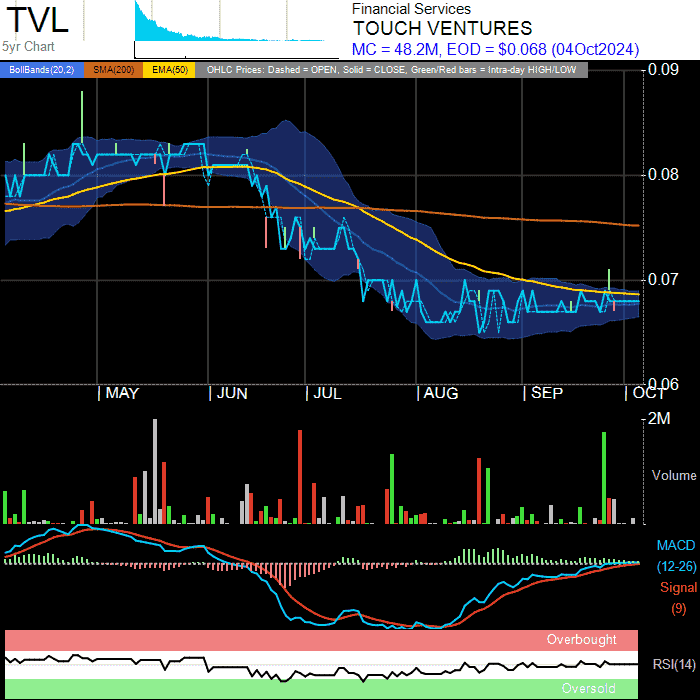 TVL
5yr Chart
Financial Services
TOUCH VENTURES
MC = 48.2M, EOD = $0.068 (04Oct2024)
BollBands(20,2) SMA(200) EMA(50) OHLC Prices: Dashed = OPEN, Solid = CLOSE, Green/Red bars = Intra-day HIGH/LOW
0.09
0.08
0.07
0.06
MAY JUN JUL AUG SEP OCT
2M
Volume
MACD
(12-26)
Signal
(9)
Overbought
RSI(14)
Oversold